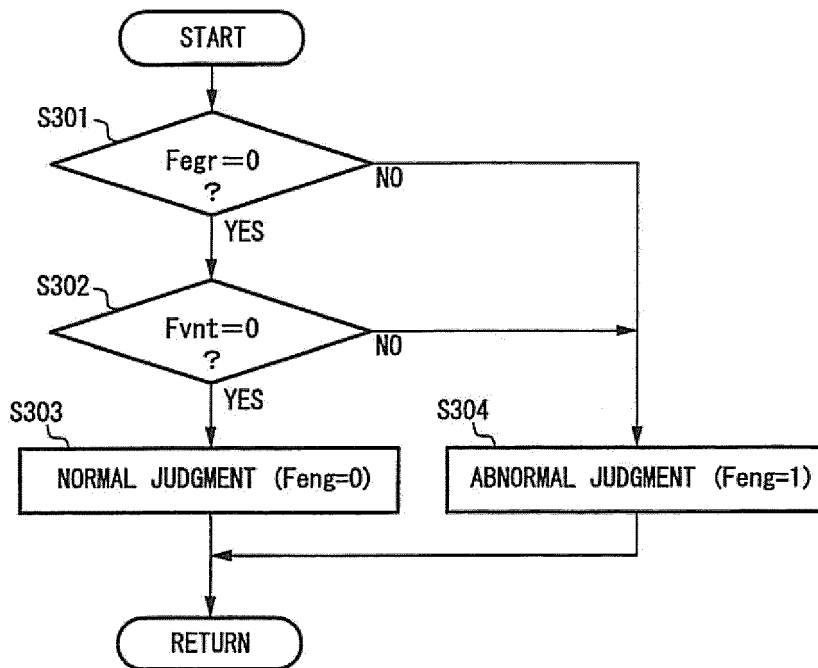 START
S301
Fegr=0
?
NO
YES
S302
Fvnt=0
?
NO
YES
S303
NORMAL JUDGMENT (Feng=0)
S304
ABNORMAL JUDGMENT (Feng=1)
RETURN